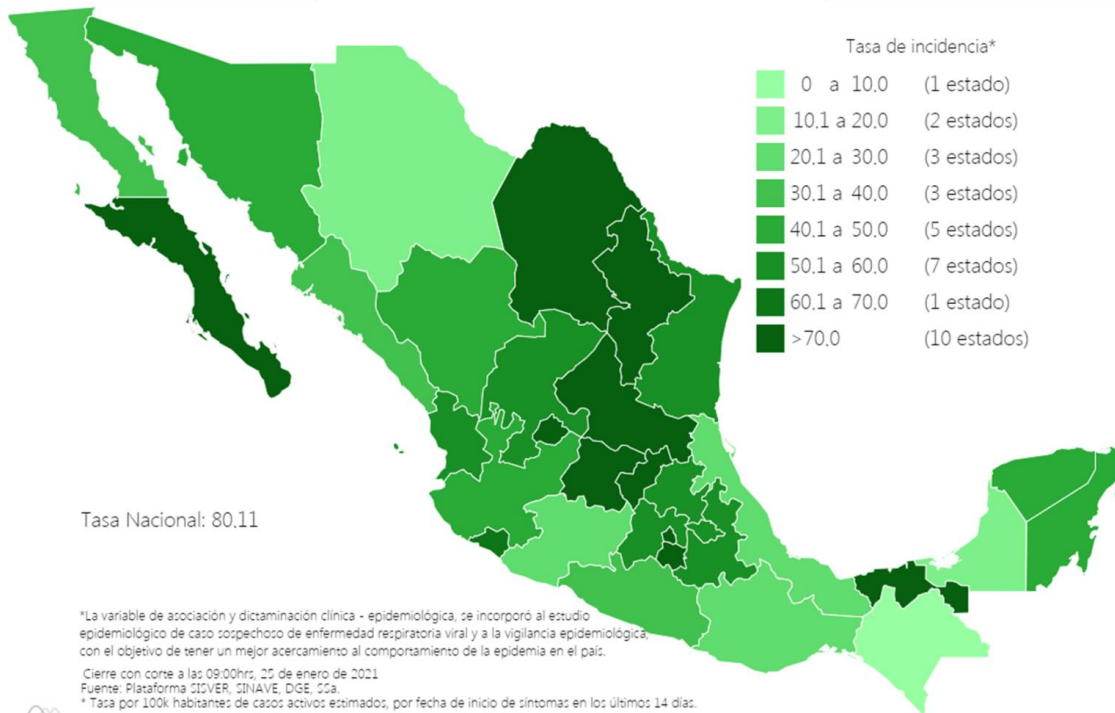 Tasa de incidencia*
0 a 10,0 (1 estado)
10,1 a 20,0 (2 estados)
20,1 a 30,0 (3 estados)
30,1 a 40,0 (3 estados)
40,1 a 50,0 (5 estados)
50,1 a 60,0 (7 estados)
60,1 a 70,0 (1 estado)
>70,0 (10 estados)
Tasa Nacional: 80,11
*La variable de asociación y dictaminación clínica - epidemiológica, se incorporó al estudio
epidemiológico de caso sospechoso de enfermedad respiratoria viral y a la vigilancia epidemiológica,
con el objetivo de tener un mejor acercamiento al comportamiento de la epidemia en el país.
Cierre con corte a las 09:00hrs, 25 de enero de 2021
Fuente: Plataforma SISVER, SINAVE, DGE, SSa.
* Tasa por 100k habitantes de casos activos estimados, por fecha de inicio de síntomas en los últimos 14 días.